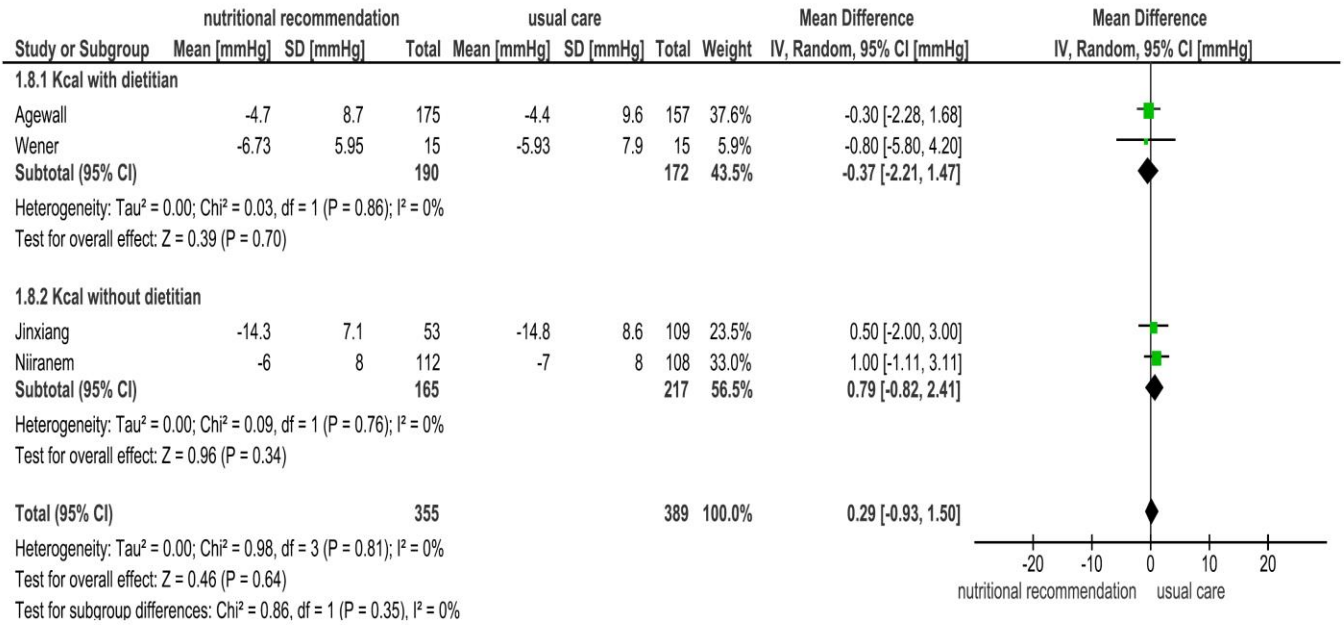 nutritional recommendation usual care Mean Difference Mean Difference
Study or Subgroup Mean [mmHg] SD [mmHg] Total Mean [mmHg] SD [mmHg] Total Weight IV, Random, 95% CI [mmHg] IV, Random, 95% CI [mmHg]
1.8.1 Kcal with dietitian
Agewall -4.7 8.7 175 -4.4 9.6 157 37.6% -0.30 [-2.28, 1.68]
Wener -6.73 5.95 15 -5.93 7.9 15 5.9% -0.80 [-5.80, 4.20]
Subtotal (95% CI) 190 172 43.5% -0.37 [-2.21, 1.47]
Heterogeneity: Tau² = 0.00; Chi² = 0.03, df = 1 (P = 0.86); I² = 0%
Test for overall effect: Z = 0.39 (P = 0.70)
1.8.2 Kcal without dietitian
Jinxiang -14.3 7.1 53 -14.8 8.6 109 23.5% 0.50 [-2.00, 3.00]
Niiranem -6 8 112 -7 8 108 33.0% 1.00 [-1.11, 3.11]
Subtotal (95% CI) 165 217 56.5% 0.79 [-0.82, 2.41]
Heterogeneity: Tau² = 0.00; Chi² = 0.09, df = 1 (P = 0.76); I² = 0%
Test for overall effect: Z = 0.96 (P = 0.34)
Total (95% CI) 355 389 100.0% 0.29 [-0.93, 1.50]
Heterogeneity: Tau² = 0.00; Chi² = 0.98, df = 3 (P = 0.81); I² = 0%
Test for overall effect: Z = 0.46 (P = 0.64)
Test for subgroup differences: Chi² = 0.86, df = 1 (P = 0.35), I² = 0%
-20 -10 0 10 20
nutritional recommendation usual care